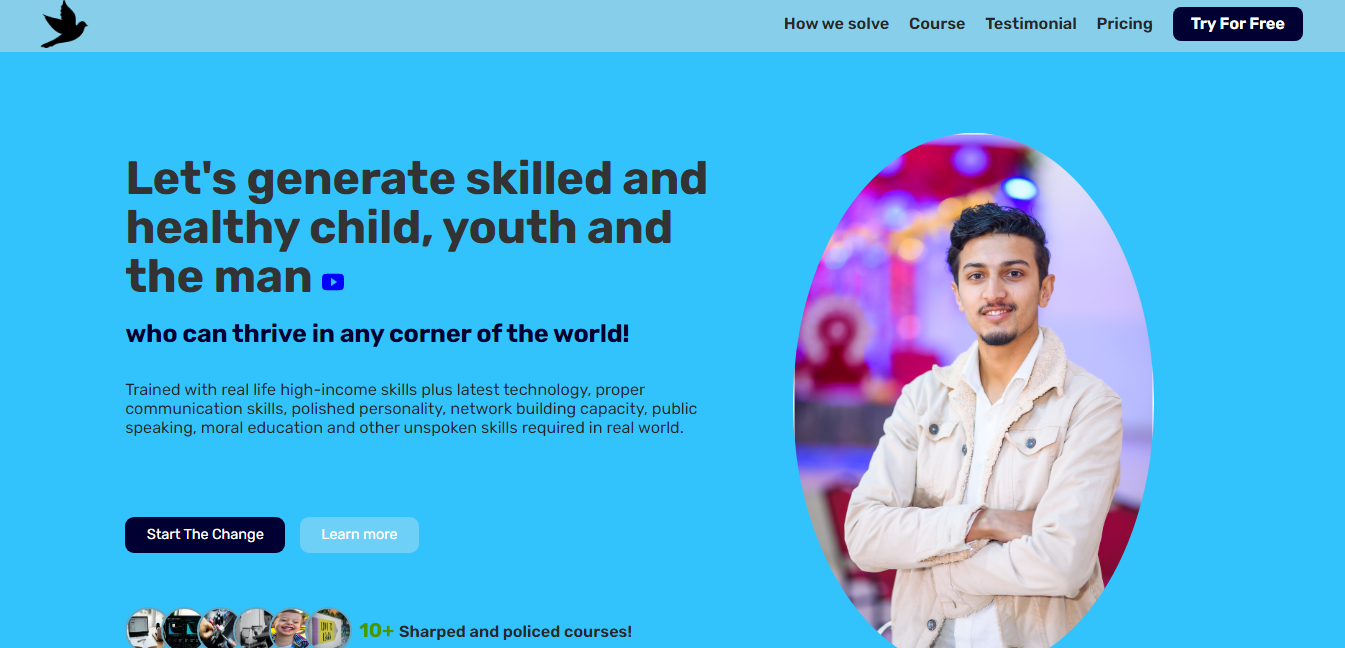 How we solve Course Testimonial Pricing Try For Free
Let's generate skilled and
healthy child, youth and
the man
who can thrive in any corner of the world!
Trained with real life high-income skills plus latest technology, proper
communication skills, polished personality, network building capacity, public
speaking, moral education and other unspoken skills required in real world.
Start The Change Learn more
10+ Sharped and policed courses!